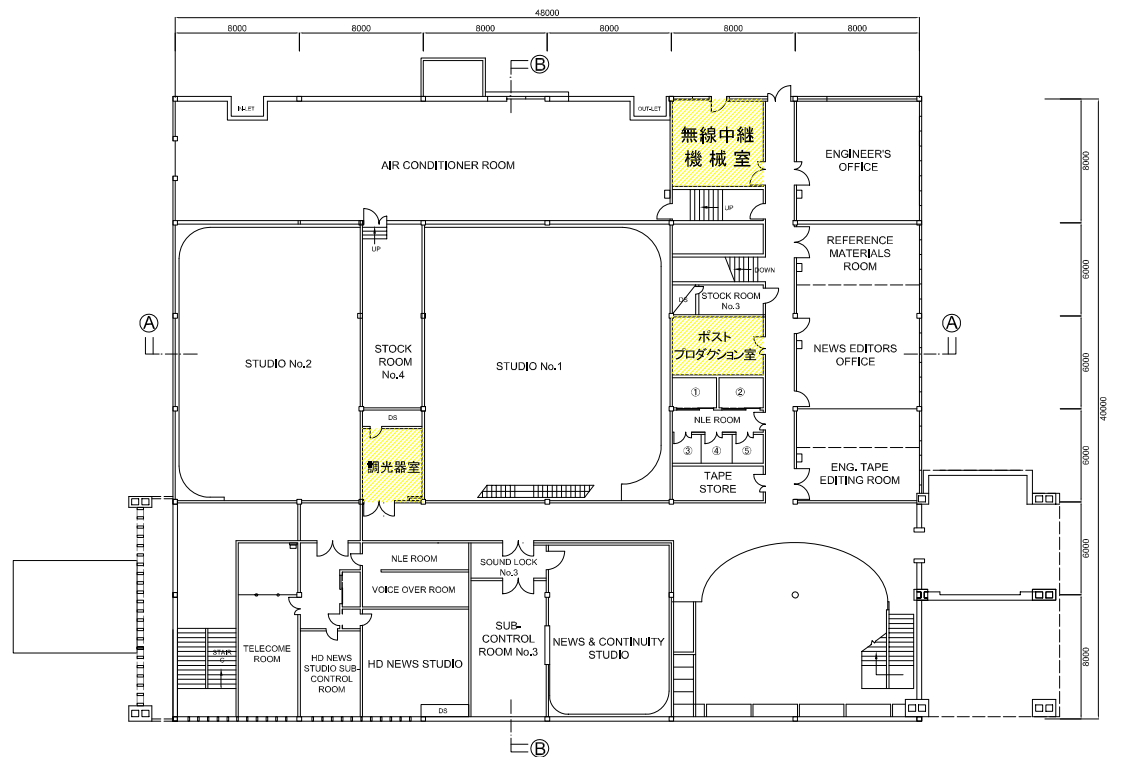 48000
8000
8000
8000
8000
8000
8000
B
IN-LET
OUT-LET
無線中継
機械室
AIR CONDITIONER ROOM
ENGINEER'S
OFFICE
8000
UP
UP
REFERENCE
MATERIALS
ROOM
6000
DOWN
DS
STOCK ROOM
No.3
A
A
STUDIO No.2
STOCK
ROOM
No.4
STUDIO No.1
ポスト
プロダクション室
NEWS EDITORS
OFFICE
6000
40000
①
②
DS
NLE ROOM
③
④
⑤
調光器室
TAPE
STORE
ENG. TAPE
EDITING ROOM
6000
NLE ROOM
SOUND LOCK
No.3
6000
VOICE OVER ROOM
STAIR
C
TELECOME
ROOM
HD NEWS
STUDIO SUB-
CONTROL
ROOM
HD NEWS STUDIO
SUB-
CONTROL
ROOM No.3
NEWS & CONTINUITY
STUDIO
8000
DS
B